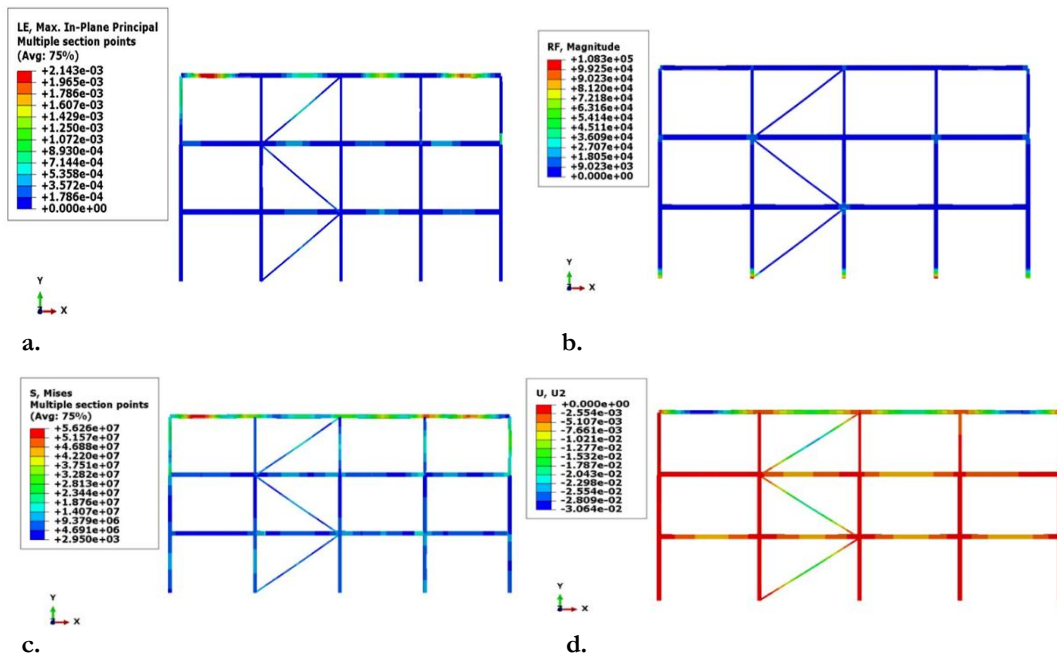 LE, Max. In-Plane Principal
Multiple section points
(Avg: 75%)
+2.143e-03
+1.965e-03
+1.786e-03
+1.607e-03
+1.429e-03
+1.250e-03
+1.072e-03
+8.930e-04
+7.144e-04
+5.358e-04
+3.572e-04
+1.786e-04
+0.000e+00
Y
Z
X
a.
RF, Magnitude
+1.083e+05
+9.925e+04
+9.023e+04
+8.120e+04
+7.218e+04
+6.316e+04
+5.414e+04
+4.511e+04
+3.609e+04
+2.707e+04
+1.805e+04
+9.023e+03
+0.000e+00
Y
Z
X
b.
S, Mises
Multiple section points
(Avg: 75%)
+5.626e+07
+5.157e+07
+4.688e+07
+4.220e+07
+3.751e+07
+3.282e+07
+2.813e+07
+2.344e+07
+1.876e+07
+1.407e+07
+9.379e+06
+4.691e+06
+2.950e+03
Y
Z
X
c.
U, U2
+0.000e+00
-2.554e-03
-5.107e-03
-7.661e-03
-1.021e-02
-1.277e-02
-1.532e-02
-1.787e-02
-2.043e-02
-2.298e-02
-2.554e-02
-2.809e-02
-3.064e-02
Y
Z
X
d.